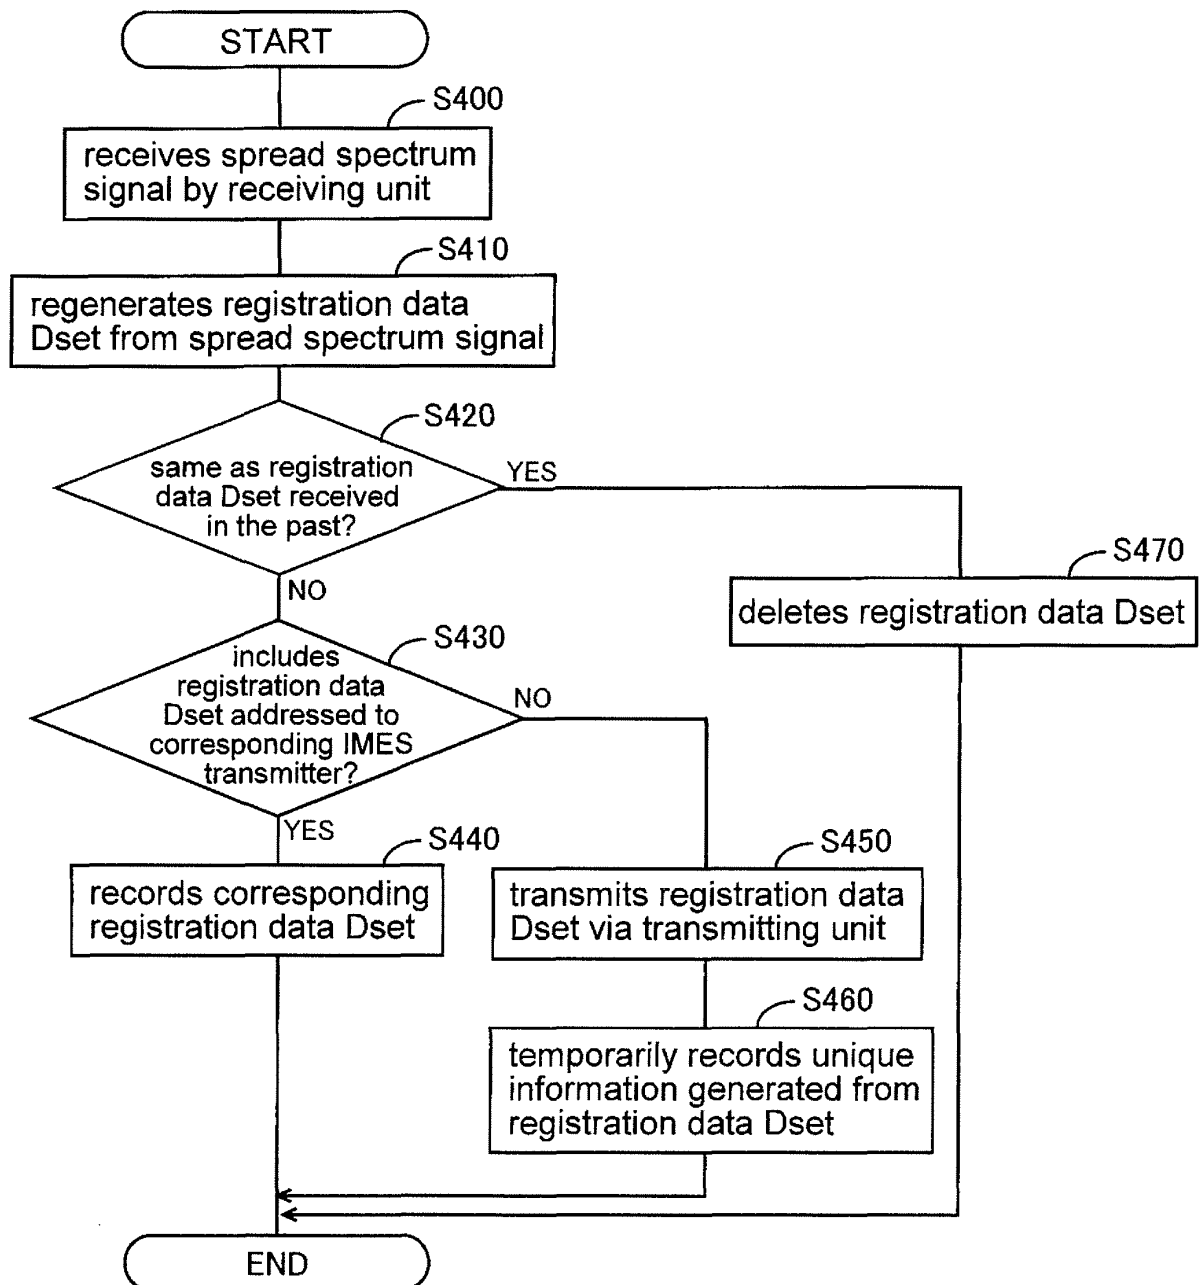 START
S400
receives spread spectrum
signal by receiving unit
S410
regenerates registration data
Dset from spread spectrum signal
S420
same as registration
data Dset received
in the past?
YES
NO
S470
deletes registration data Dset
S430
includes
registration data
Dset addressed to
corresponding IMES
transmitter?
NO
YES
S440
records corresponding
registration data Dset
S450
transmits registration data
Dset via transmitting unit
S460
temporarily records unique
information generated from
registration data Dset
END